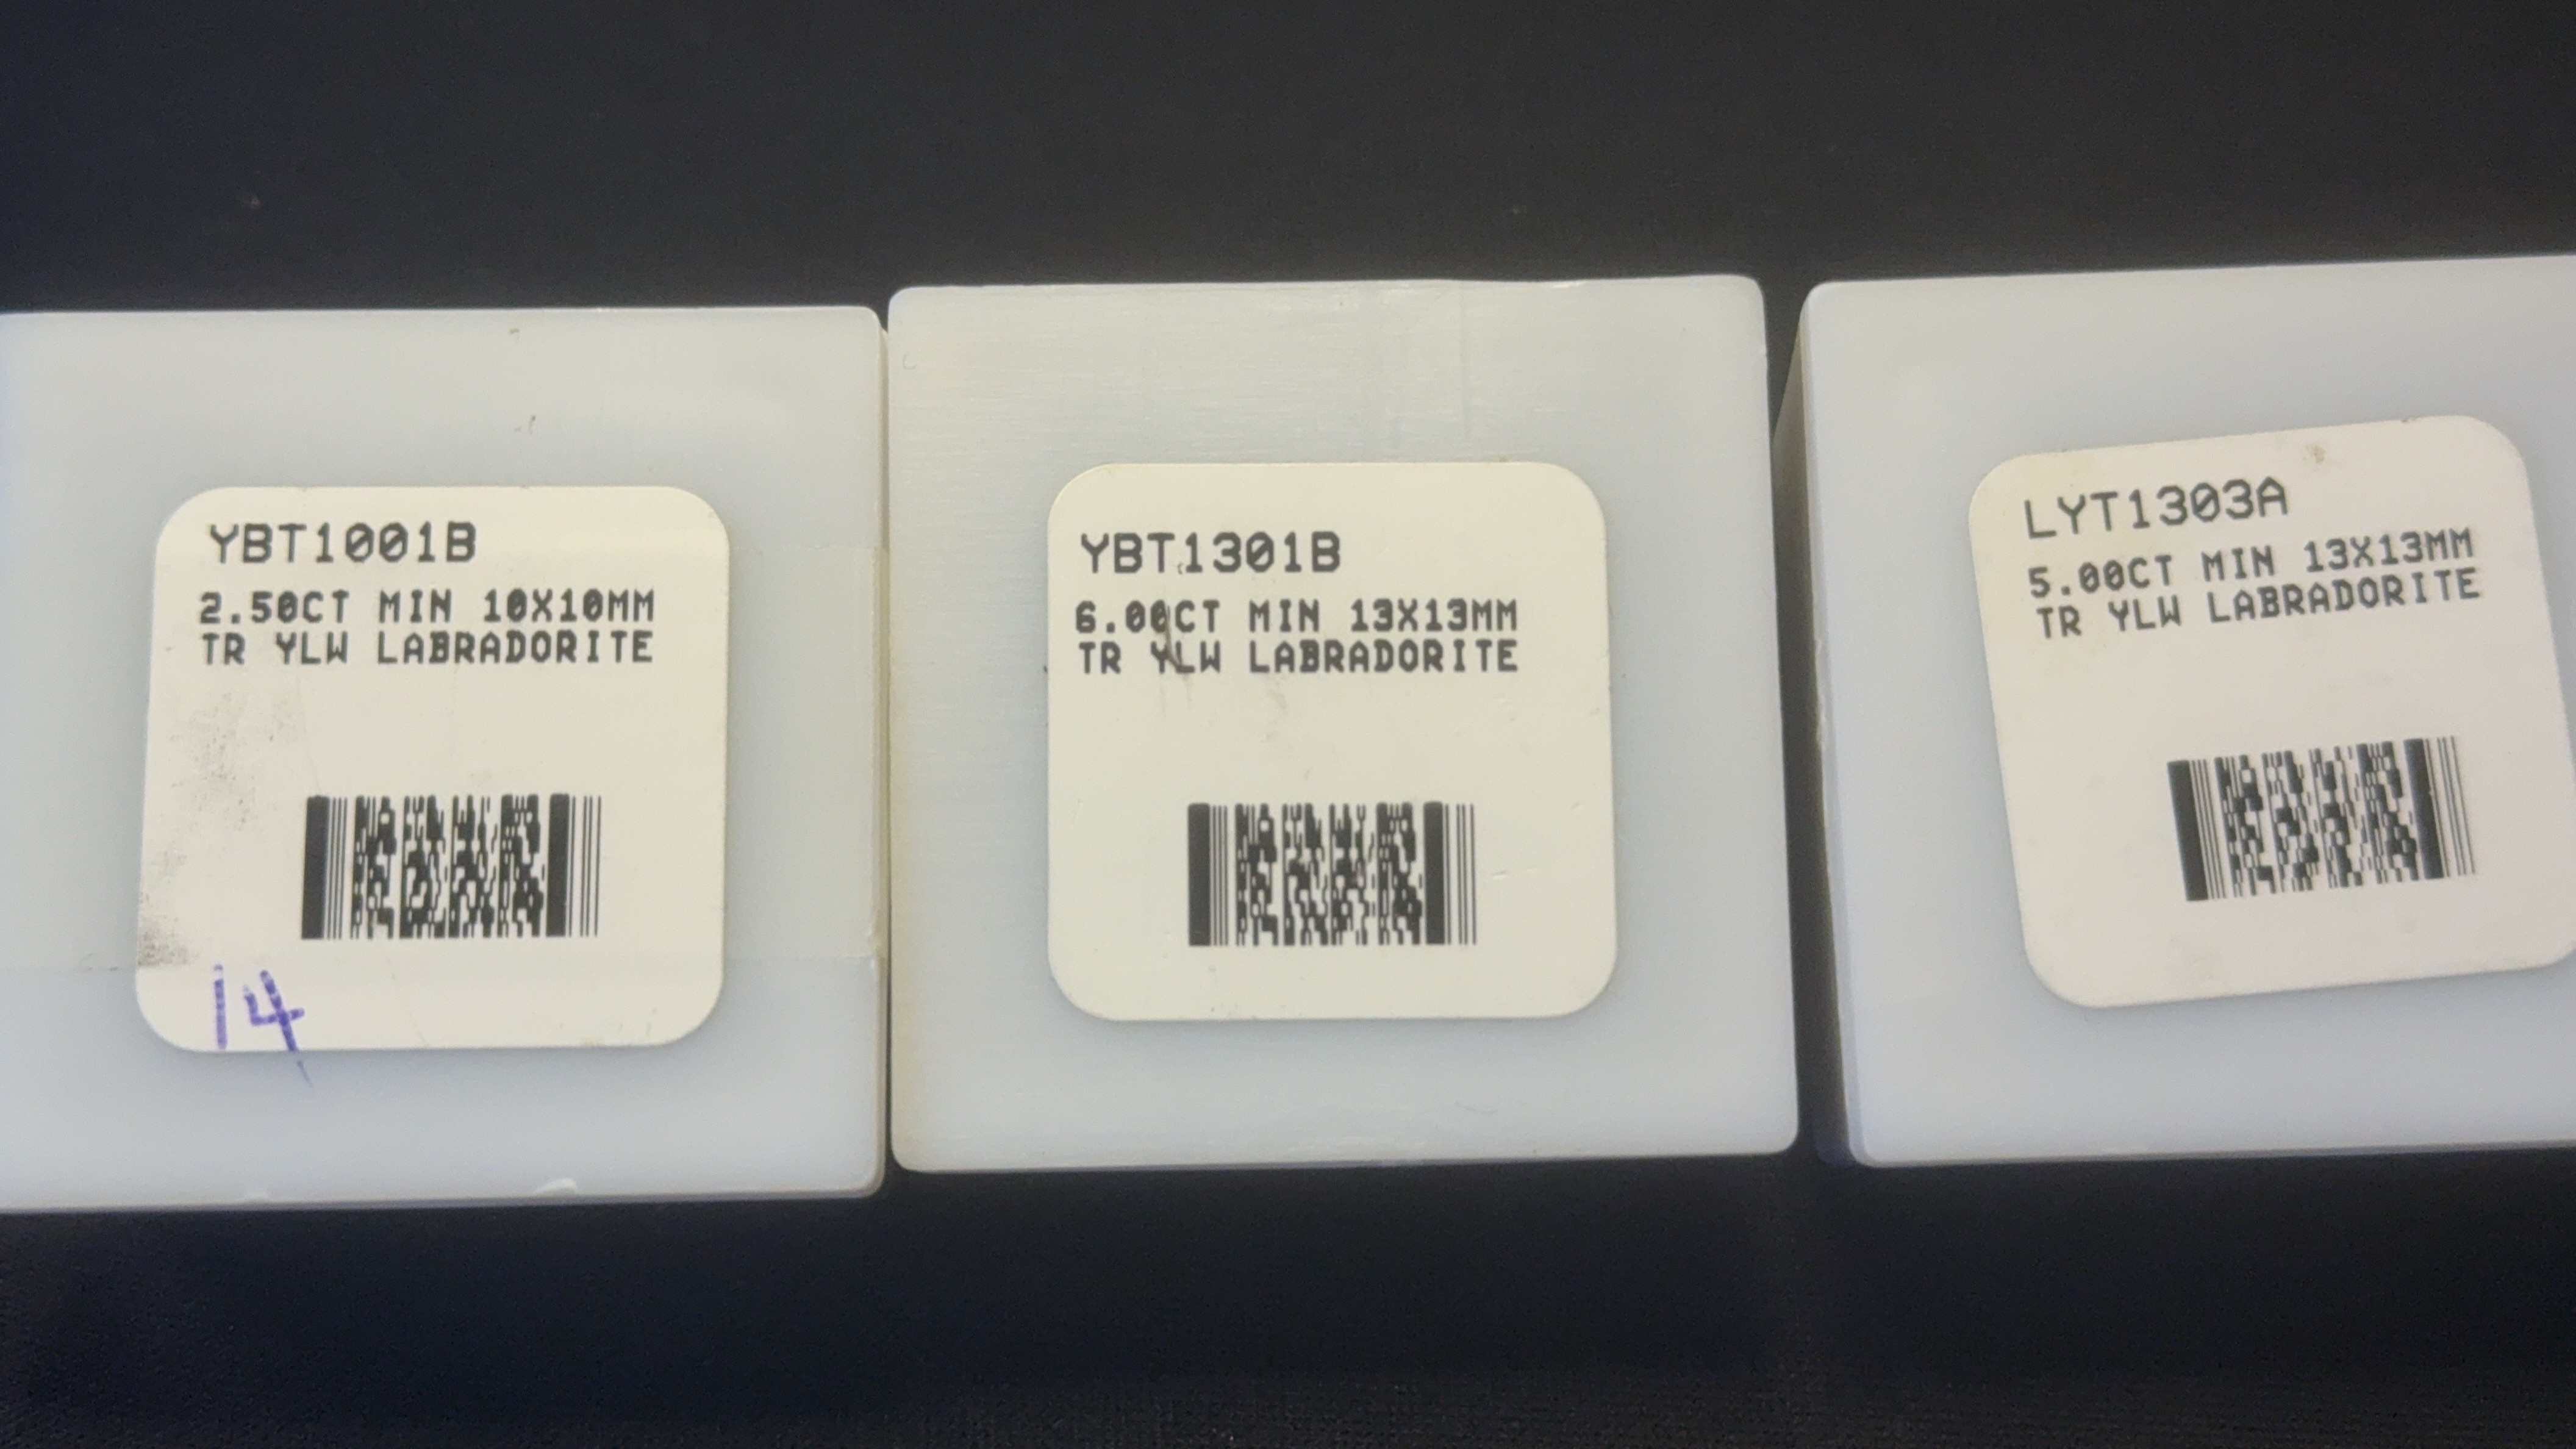 YBT1001B
2.50CT MIN 10X10MM
TR YLW LABRADORITE
14
YBT1301B
6.00CT MIN 13X13MM
TR YLW LABRADORITE
LYT1303A
5.00CT MIN 13X13MM
TR YLW LABRADORITE